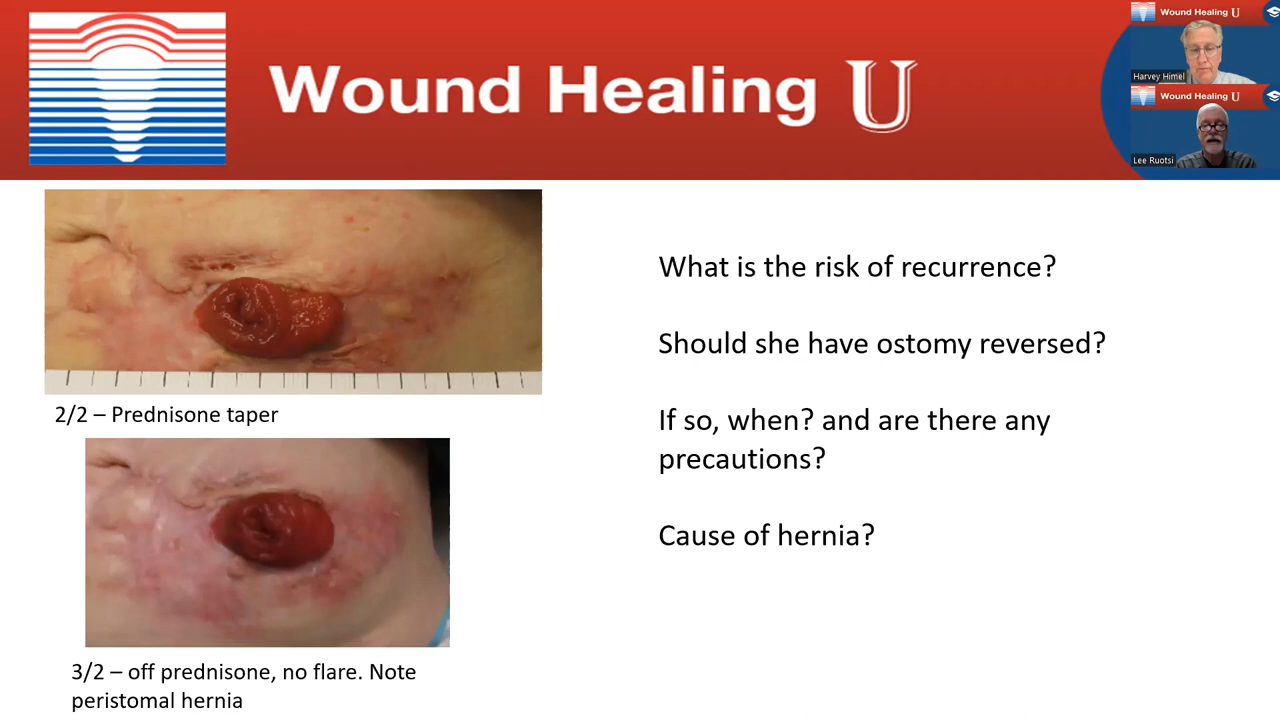 Wound Healing U
Wound Healing U
Harvey Himel
Wound Healing U
Lee Ruotsi
What is the risk of recurrence?
Should she have ostomy reversed?
If so, when? and are there any
precautions?
Cause of hernia?
2/2 – Prednisone taper
3/2 – off prednisone, no flare. Note
peristomal hernia